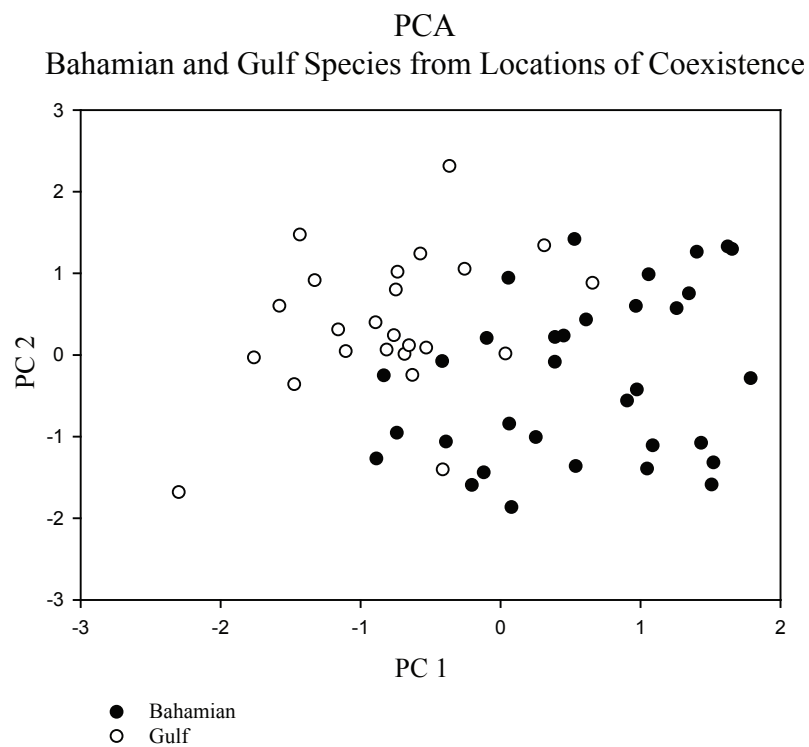 PCA
Bahamian and Gulf Species from Locations of Coexistence
3
2
1
0
-1
-2
-3
PC 2
-3
-2
-1
0
1
2
PC 1
Bahamian
Gulf